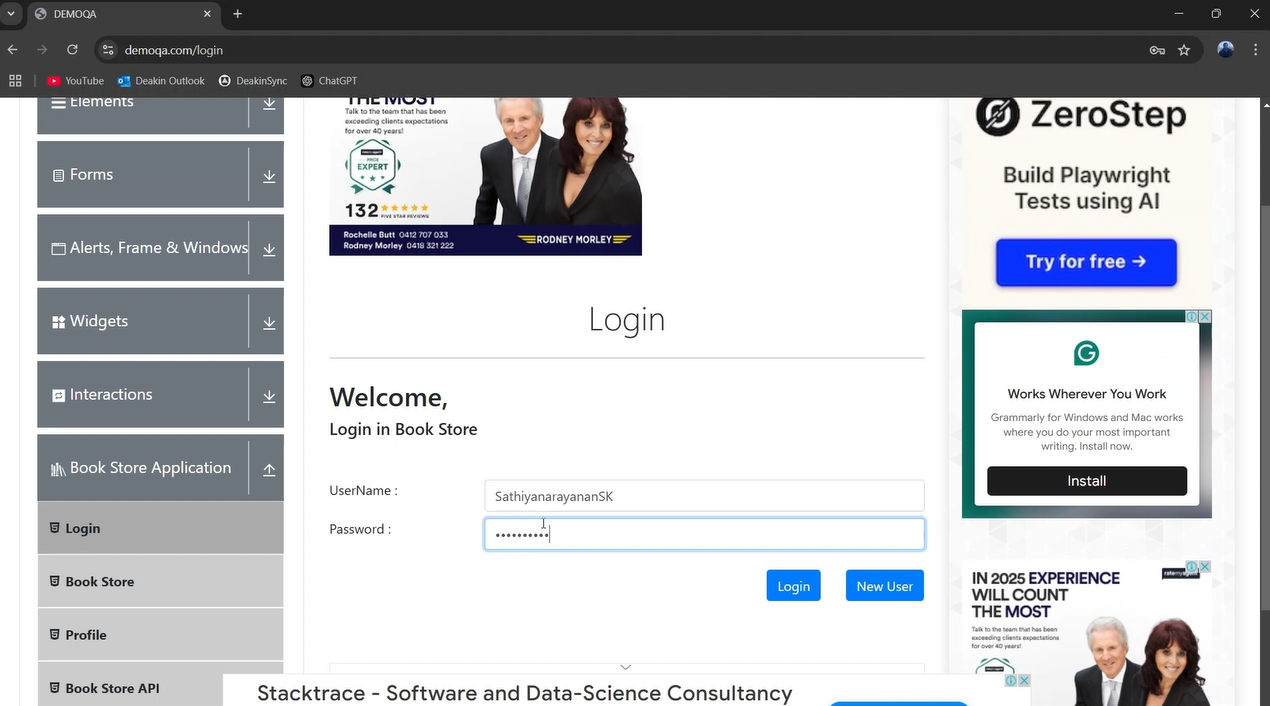 DEMOQA
demoqa.com/login
YouTube
Deakin Outlook
DeakinSync
ChatGPT
Elements
Forms
Alerts, Frame & Windows
Widgets
Interactions
Book Store Application
Login
Book Store
Profile
Book Store API
THE MOST
Talk to the team that has been
exceeding clients expectations
for over 40 years!
PRICE
EXPERT
132
FIVE STAR REVIEWS
Rochelle Butt 0412 707 033
Rodney Morley 0418 321 222
RODNEY MORLEY
Login
Welcome,
Login in Book Store
UserName :
SathiyanarayananSK
Password :
••••••••••
Login
New User
Stacktrace - Software and Data-Science Consultancy
ZeroStep
Build Playwright
Tests using AI
Try for free →
Works Wherever You Work
Grammarly for Windows and Mac works
where you do your most important
writing. Install now.
Install
IN 2025 EXPERIENCE
WILL COUNT
THE MOST
Talk to the team that has been
exceeding clients expectations
for over 40 years!